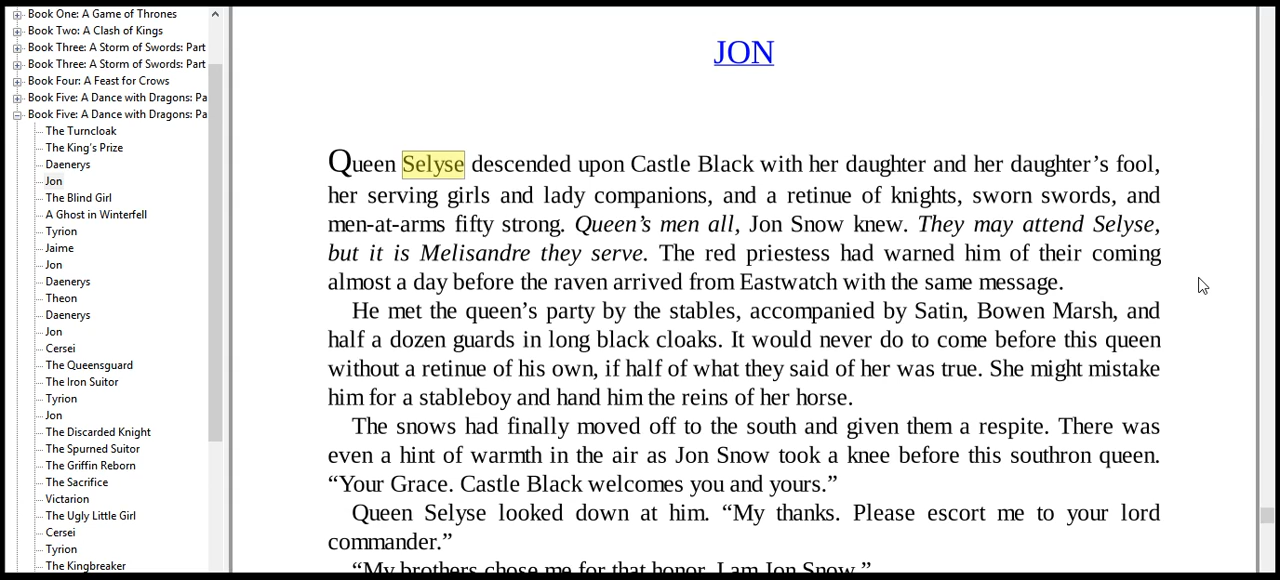 Book One: A Game of Thrones
Book Two: A Clash of Kings
Book Three: A Storm of Swords: Part
Book Three: A Storm of Swords: Part
Book Four: A Feast for Crows
Book Five: A Dance with Dragons: Pa
Book Five: A Dance with Dragons: Pa
The Turncloak
The King's Prize
Daenerys
Jon
The Blind Girl
A Ghost in Winterfell
Tyrion
Jaime
Jon
Daenerys
Theon
Daenerys
Jon
Cersei
The Queensguard
The Iron Suitor
Tyrion
Jon
The Discarded Knight
The Spurned Suitor
The Griffin Reborn
The Sacrifice
Victarion
The Ugly Little Girl
Cersei
Tyrion
The Kingbreaker
JON
Queen Selyse descended upon Castle Black with her daughter and her daughter’s fool,
her serving girls and lady companions, and a retinue of knights, sworn swords, and
men-at-arms fifty strong. Queen’s men all, Jon Snow knew. They may attend Selyse,
but it is Melisandre they serve. The red priestess had warned him of their coming
almost a day before the raven arrived from Eastwatch with the same message.
He met the queen’s party by the stables, accompanied by Satin, Bowen Marsh, and
half a dozen guards in long black cloaks. It would never do to come before this queen
without a retinue of his own, if half of what they said of her was true. She might mistake
him for a stableboy and hand him the reins of her horse.
The snows had finally moved off to the south and given them a respite. There was
even a hint of warmth in the air as Jon Snow took a knee before this southron queen.
“Your Grace. Castle Black welcomes you and yours.”
Queen Selyse looked down at him. “My thanks. Please escort me to your lord
commander.”
“My brothers chose me for that honor. I am Jon Snow.”